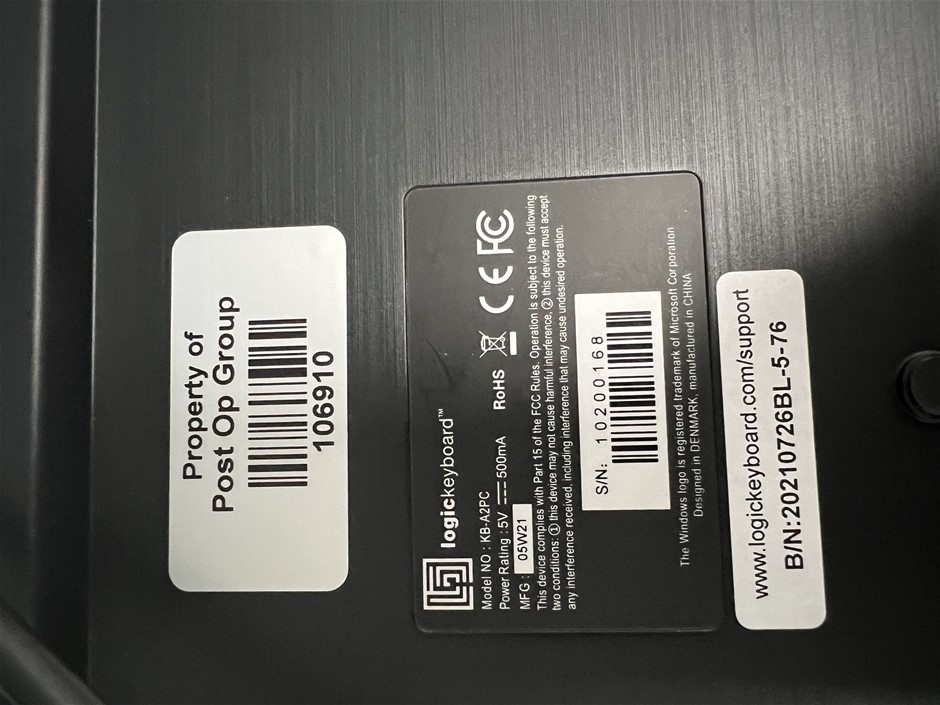 Property of
Post Op Group
106910
logickeyboard™
Model NO : KB-A2PC
Power Rating : 5V ⎓ 500mA RoHS CE FC
MFG : 05W21
This device complies with Part 15 of the FCC Rules. Operation is subject to the following
two conditions: ① this device may not cause harmful interference, ② this device must accept
any interference received, including interference that may cause undesired operation.
S/N: 10200168
The Windows logo is registered trademark of Microsoft Corporation
Designed in DENMARK, manufactured in CHINA
www.logickeyboard.com/support
B/N:20210726BL-5-76